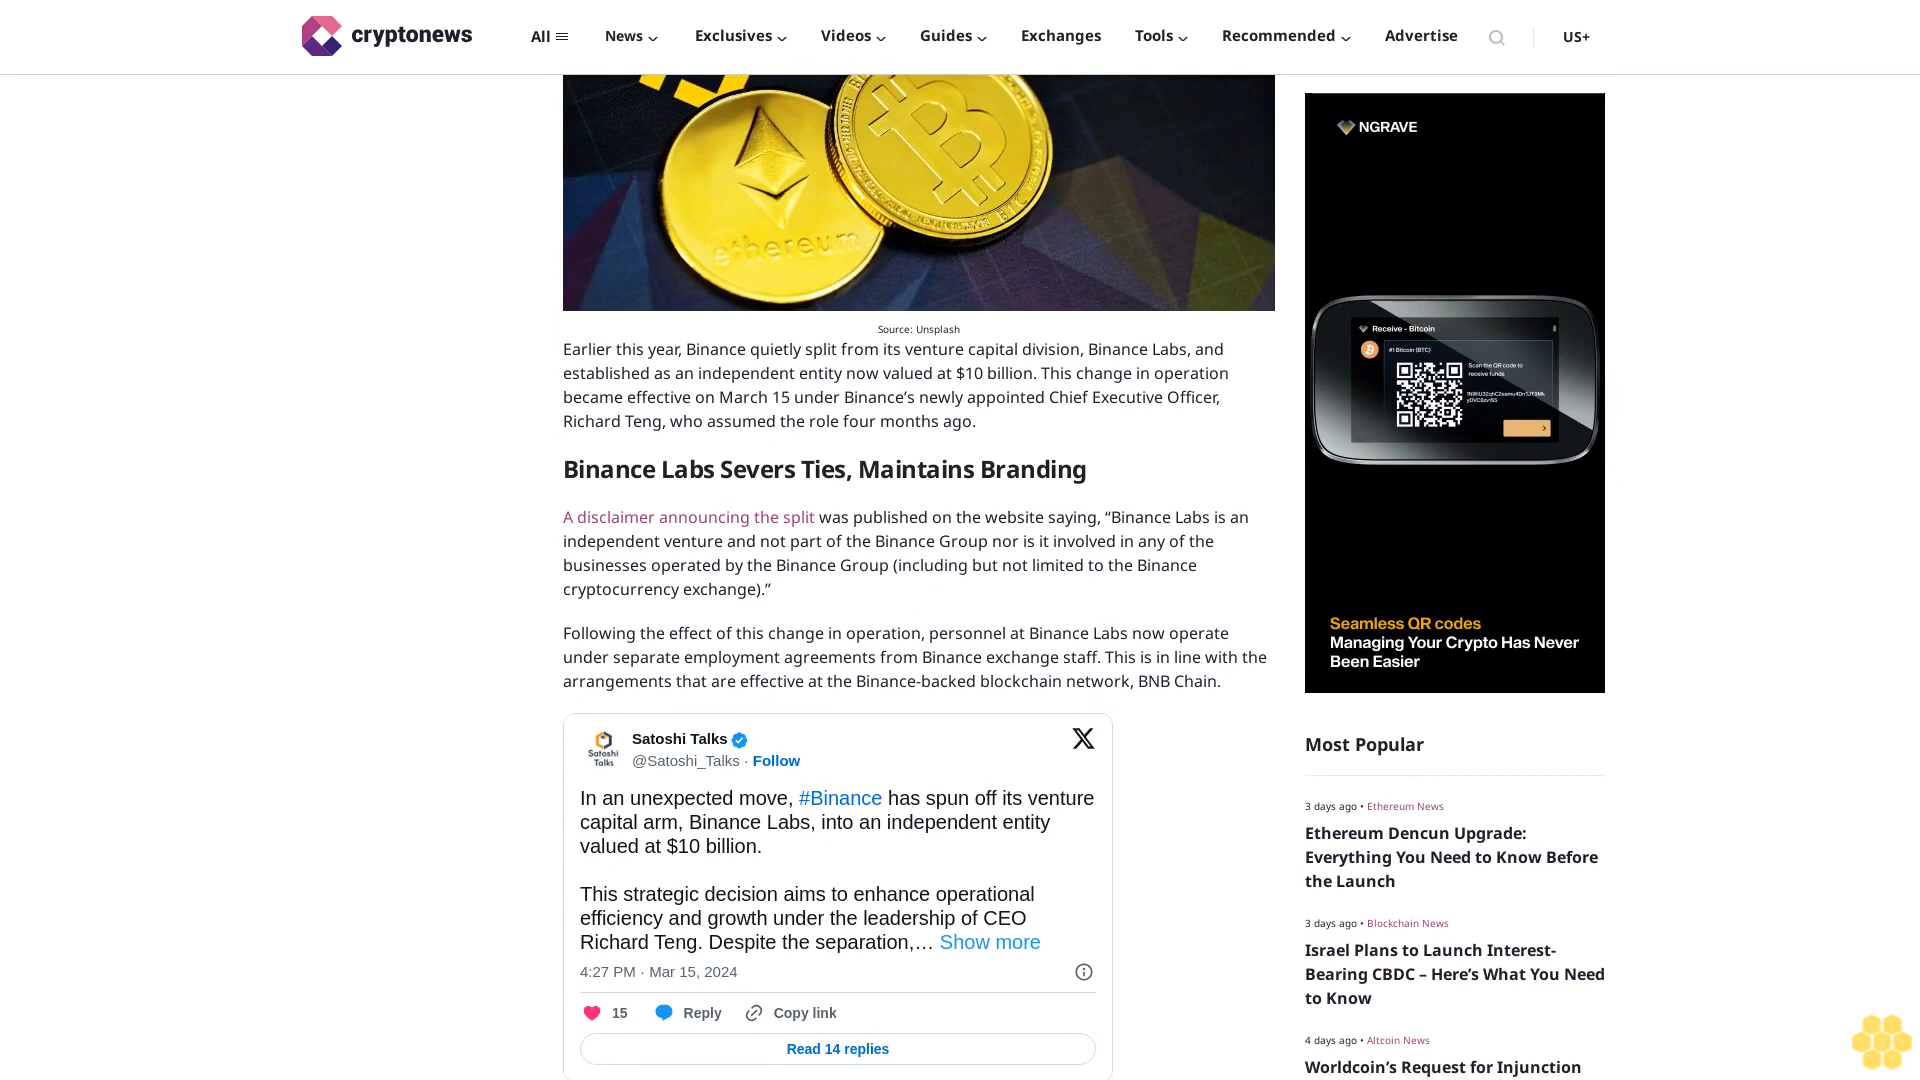 cryptonews
All
News
Exclusives
Videos
Guides
Exchanges
Tools
Recommended
Advertise
US+
ethereum
BTC
Source: Unsplash
Earlier this year, Binance quietly split from its venture capital division, Binance Labs, and
established as an independent entity now valued at $10 billion. This change in operation
became effective on March 15 under Binance’s newly appointed Chief Executive Officer,
Richard Teng, who assumed the role four months ago.
Binance Labs Severs Ties, Maintains Branding
A disclaimer announcing the split was published on the website saying, “Binance Labs is an
independent venture and not part of the Binance Group nor is it involved in any of the
businesses operated by the Binance Group (including but not limited to the Binance
cryptocurrency exchange).”
Following the effect of this change in operation, personnel at Binance Labs now operate
under separate employment agreements from Binance exchange staff. This is in line with the
arrangements that are effective at the Binance-backed blockchain network, BNB Chain.
Satoshi
Talks
Satoshi Talks
@Satoshi_Talks · Follow
In an unexpected move, #Binance has spun off its venture
capital arm, Binance Labs, into an independent entity
valued at $10 billion.
This strategic decision aims to enhance operational
efficiency and growth under the leadership of CEO
Richard Teng. Despite the separation,… Show more
4:27 PM · Mar 15, 2024
15
Reply
Copy link
Read 14 replies
NGRAVE
Receive - Bitcoin
#1 Bitcoin (BTC)
Scan the QR code to
receive funds
Seamless QR codes
Managing Your Crypto Has Never
Been Easier
Most Popular
3 days ago • Ethereum News
Ethereum Dencun Upgrade:
Everything You Need to Know Before
the Launch
3 days ago • Blockchain News
Israel Plans to Launch Interest-
Bearing CBDC – Here’s What You Need
to Know
4 days ago • Altcoin News
Worldcoin’s Request for Injunction